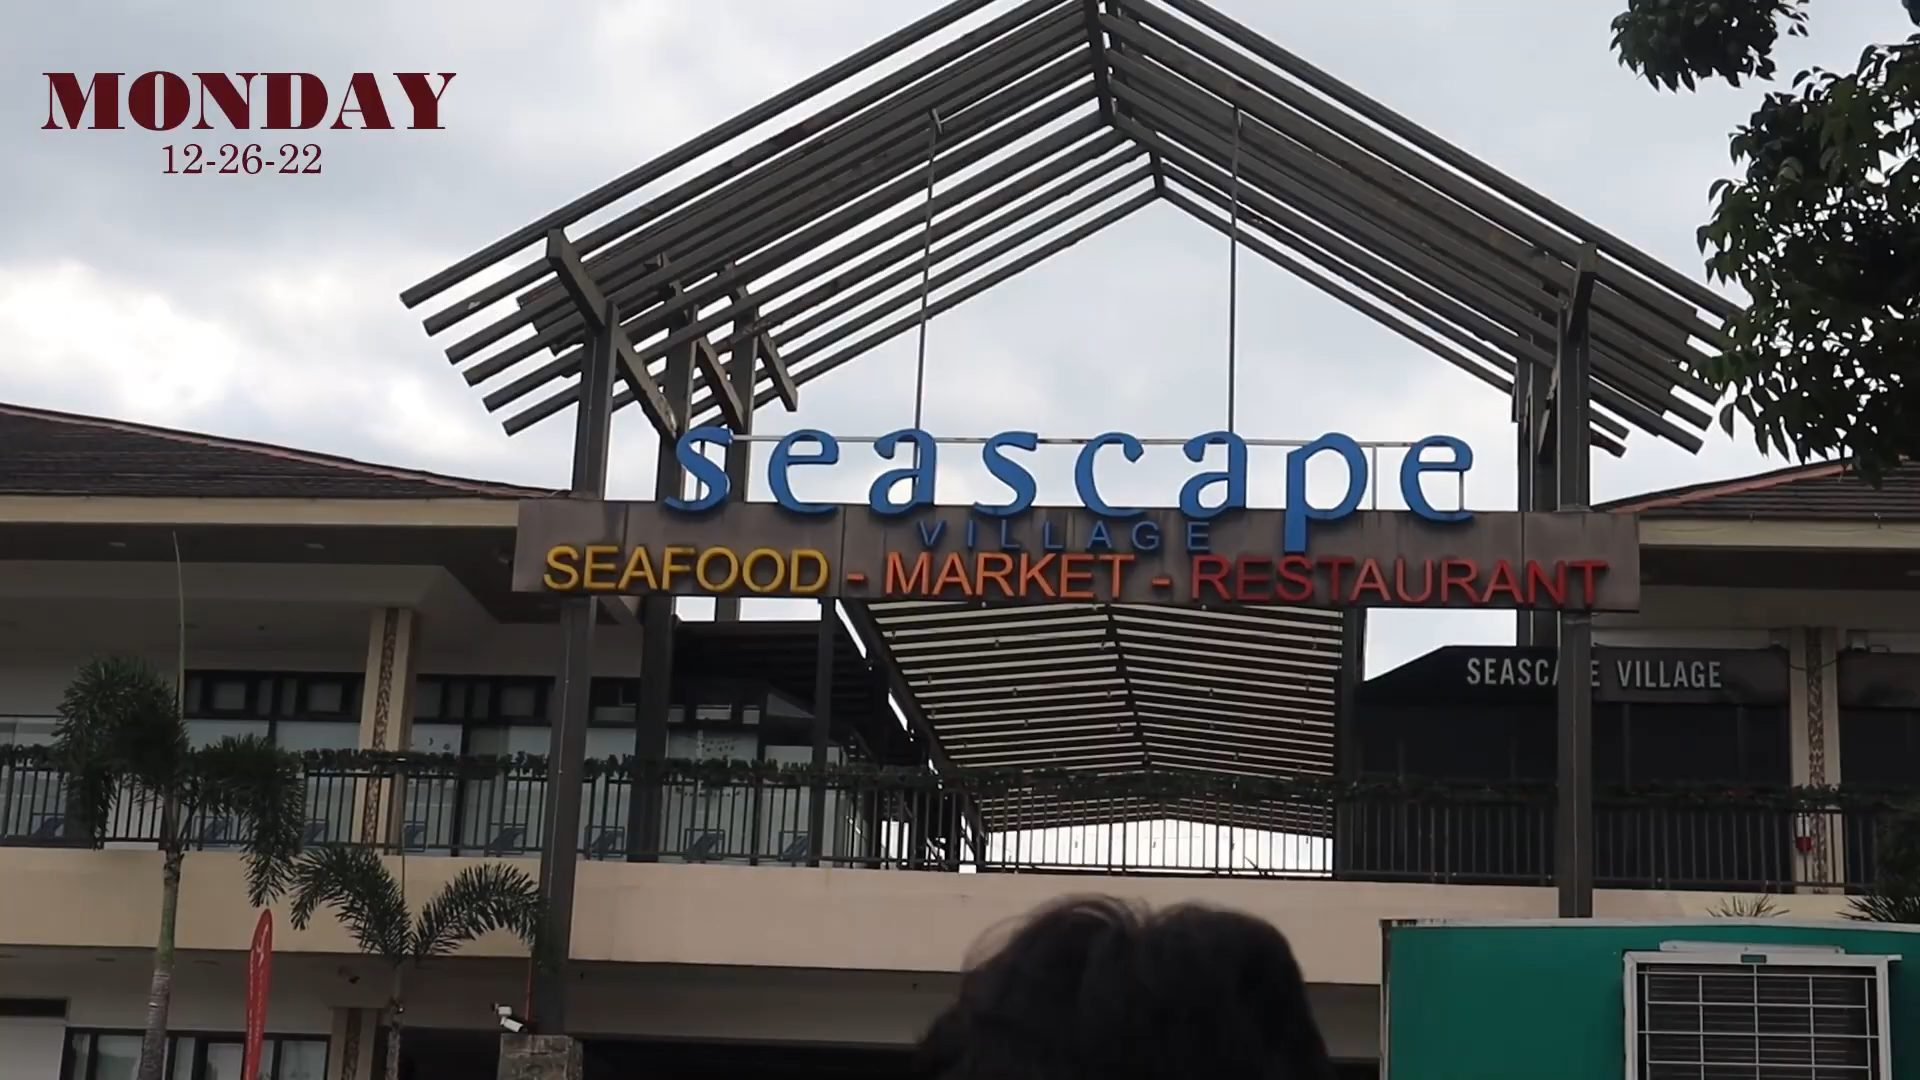 MONDAY
12-26-22
seascape
VILLAGE
SEAFOOD - MARKET - RESTAURANT
SEASCAPE VILLAGE